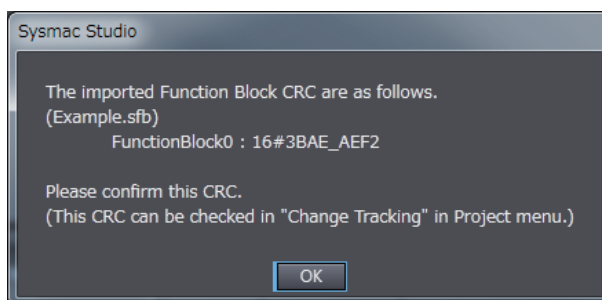 Sysmac Studio
The imported Function Block CRC are as follows.
(Example.sfb)
FunctionBlock0 : 16#3BAE_AEF2
Please confirm this CRC.
(This CRC can be checked in "Change Tracking" in Project menu.)
OK